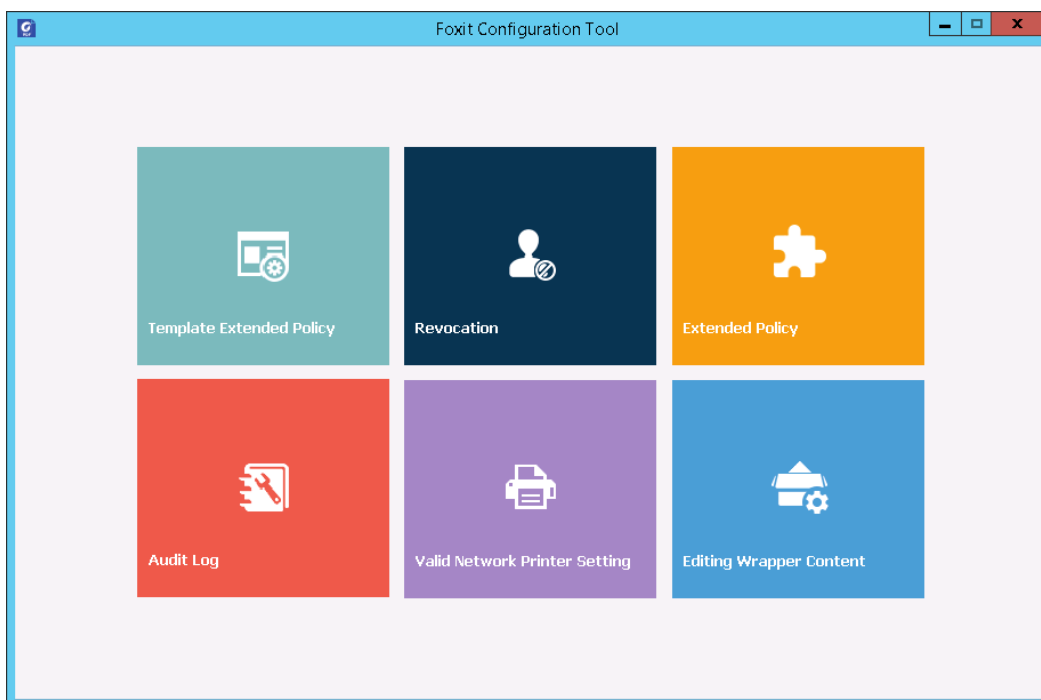 Foxit Configuration Tool
Template Extended Policy
Revocation
Extended Policy
Audit Log
Valid Network Printer Setting
Editing Wrapper Content